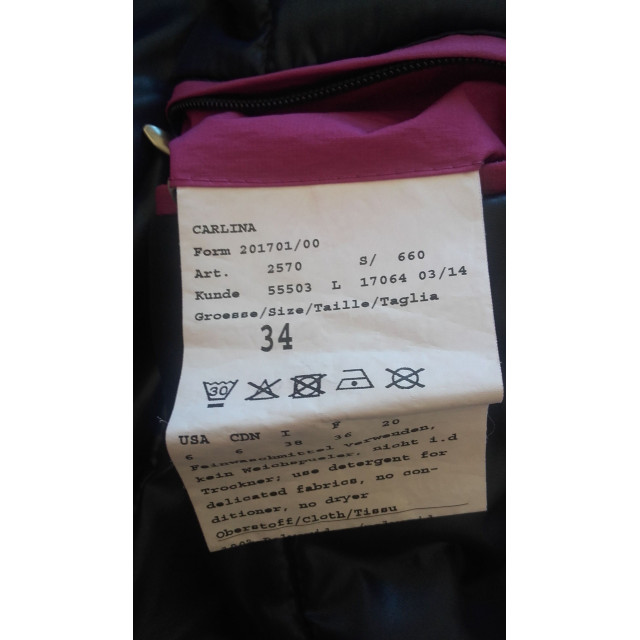 CARLINA
Form 201701/00
Art. 2570 S/ 660
Kunde 55503 L 17064 03/14
Groesse/Size/Taille/Taglia
34
30
USA CDN I F 20
6 6 38 36
Feinwaschmittel verwenden,
kein Weichspueler, nicht i.d
Trockner; use detergent for
delicated fabrics, no con-
ditioner, no dryer
Oberstoff/Cloth/Tissu